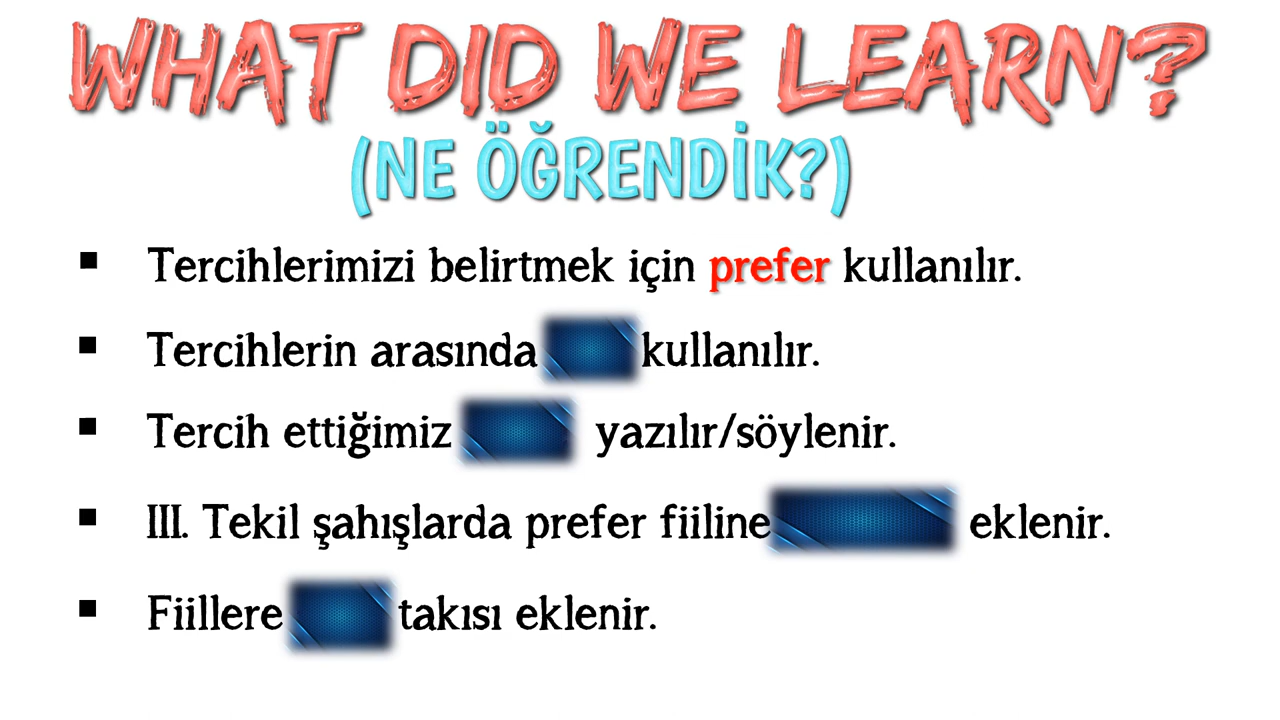 WHAT DID WE LEARN?
(NE ÖĞRENDİK?)
▪ Tercihlerimizi belirtmek için prefer kullanılır.
▪ Tercihlerin arasında kullanılır.
▪ Tercih ettiğimiz yazılır/söylenir.
▪ III. Tekil şahışlarda prefer fiiline eklenir.
▪ Fiillere takısı eklenir.